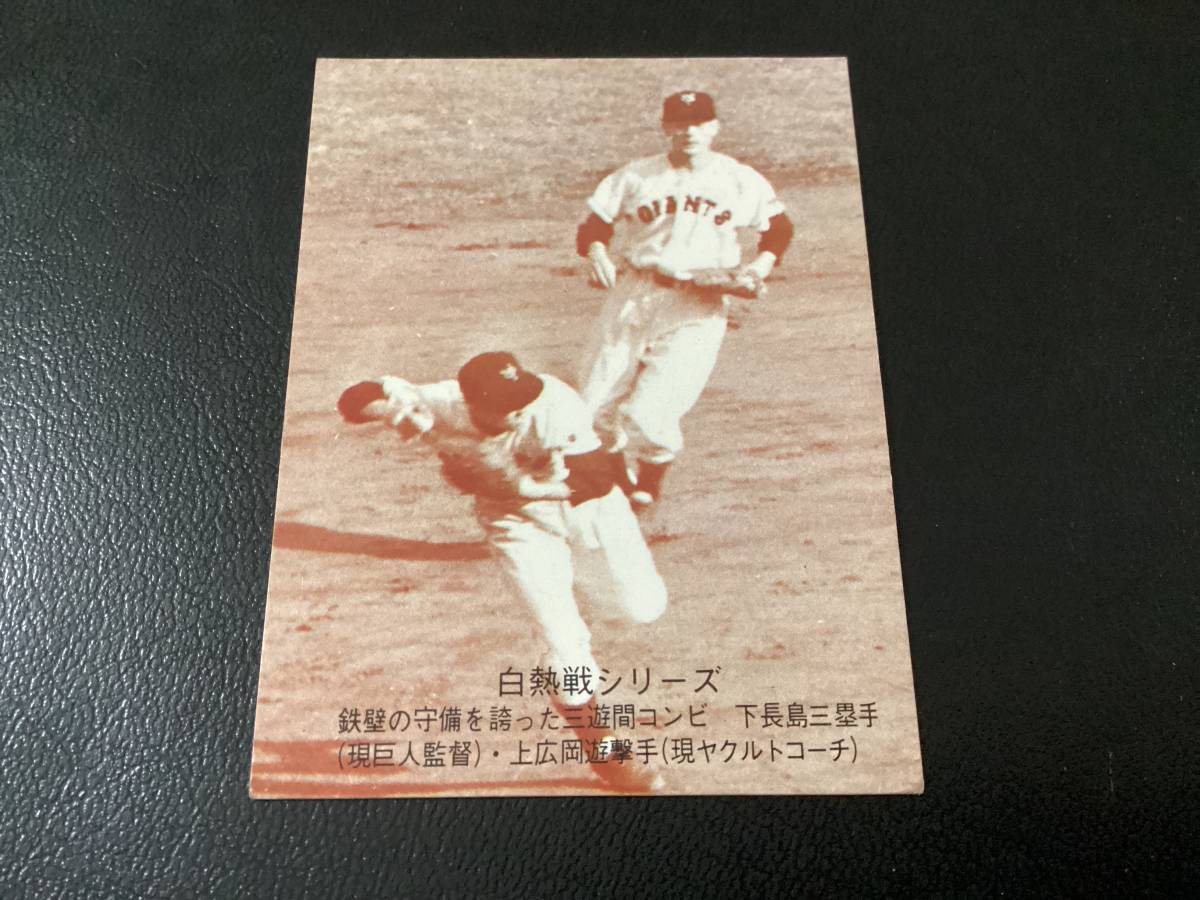 GIANTS
白熱戦シリーズ
鉄壁の守備を誇った三遊間コンビ　下長島三塁手
(現巨人監督)・上広岡遊撃手(現ヤクルトコーチ)